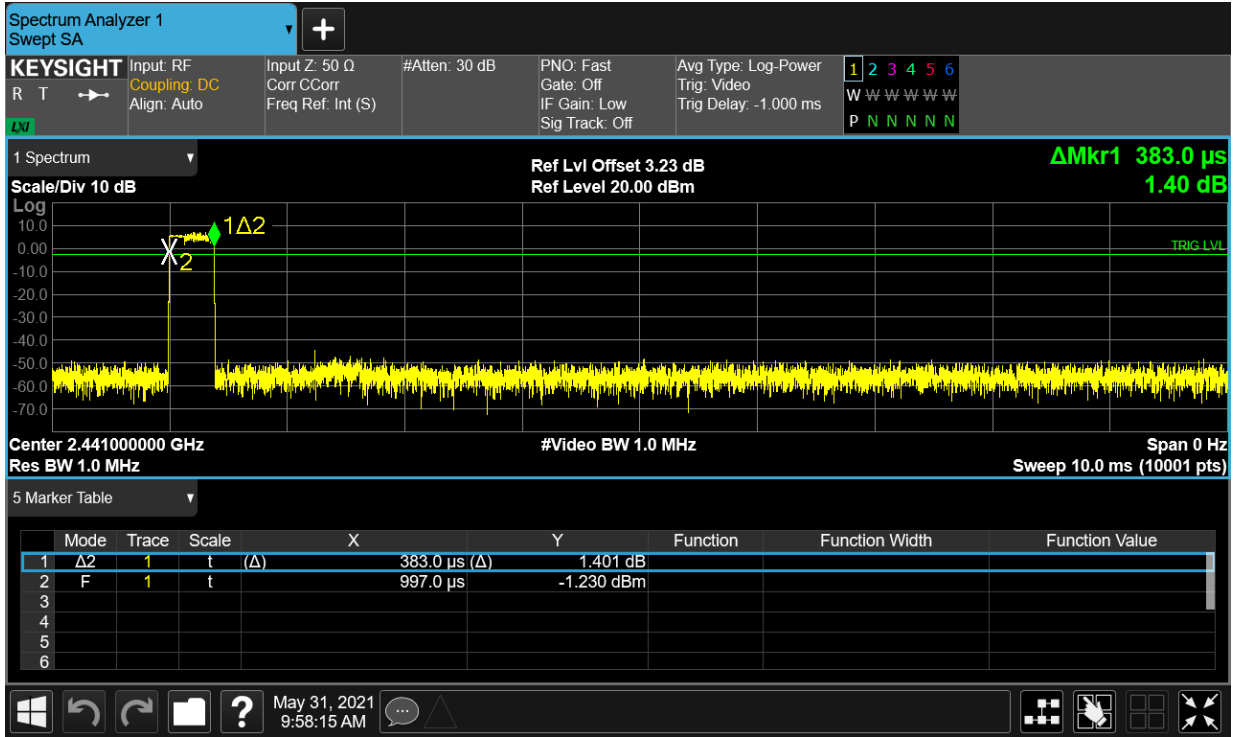 Spectrum Analyzer 1
Swept SA
+
KEYSIGHT
R T
LXI
Input: RF
Coupling: DC
Align: Auto
Input Z: 50 Ω
Corr CCorr
Freq Ref: Int (S)
#Atten: 30 dB
PNO: Fast
Gate: Off
IF Gain: Low
Sig Track: Off
Avg Type: Log-Power
Trig: Video
Trig Delay: -1.000 ms
1 2 3 4 5 6
W W W W W W
P N N N N N
1 Spectrum
Scale/Div 10 dB
Ref Lvl Offset 3.23 dB
Ref Level 20.00 dBm
ΔMkr1 383.0 µs
1.40 dB
Log
10.0
0.00
-10.0
-20.0
-30.0
-40.0
-50.0
-60.0
-70.0
1Δ2
X
2
TRIG LVL
Center 2.441000000 GHz
#Video BW 1.0 MHz
Span 0 Hz
Res BW 1.0 MHz
Sweep 10.0 ms (10001 pts)
5 Marker Table
Mode Trace Scale X Y Function Function Width Function Value
1 Δ2 1 t (Δ) 383.0 µs (Δ) 1.401 dB
2 F 1 t 997.0 µs -1.230 dBm
3
4
5
6
?
May 31, 2021
9:58:15 AM